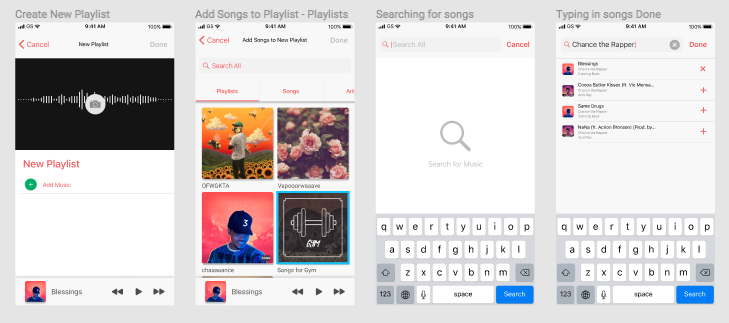 Create New Playlist
GS
9:41 AM
100%
Cancel
New Playlist
Done
New Playlist
Add Music
Blessings
Add Songs to Playlist - Playlists
GS
9:41 AM
100%
Cancel
Add Songs to New Playlist
Done
Search All
Playlists
Songs
OFWGKTA
Vapoorwaaave
GYM
chaaaaance
Songs for Gym
Blessings
Searching for songs
GS
9:41 AM
100%
Search All
Cancel
Search for Music
q w e r t y u i o p
a s d f g h j k l
z x c v b n m
123
space
Search
Typing in songs Done
GS
9:41 AM
100%
Chance the Rapper
Done
Blessings
Chance the Rapper
Coloring Book
Cocoa Butter Kisses (ft. Vic Mensa...
Chance the Rapper
Acid Rap
Same Drugs
Chance the Rapper
Coloring Book
NaNa (ft. Action Bronson) [Prod. by...
Chance the Rapper
Acid Rap
q w e r t y u i o p
a s d f g h j k l
z x c v b n m
123
space
Search